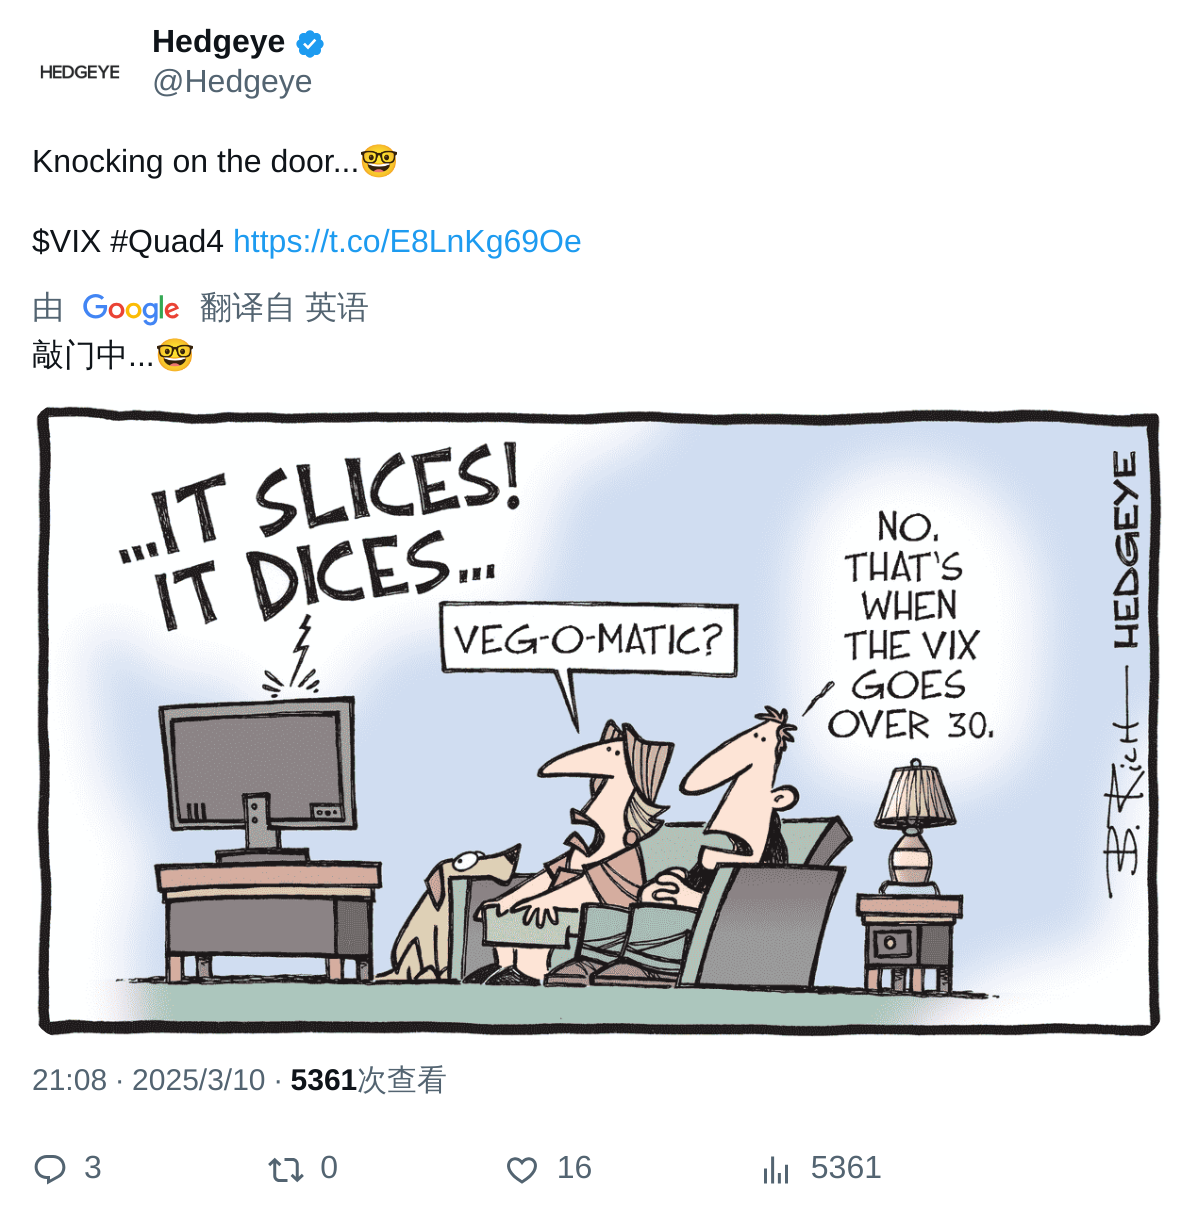 Hedgeye
HEDGEYE
@Hedgeye
Knocking on the door...🤓
$VIX #Quad4 https://t.co/E8LnKg69Oe
由 Google 翻译自 英语
敲门中...🤓
...IT SLICES!
IT DICES...
VEG-O-MATIC?
NO.
THAT'S
WHEN
THE VIX
GOES
OVER 30.
B. Rich — HEDGEYE
21:08 · 2025/3/10 · 5361次查看
3 0 16 5361